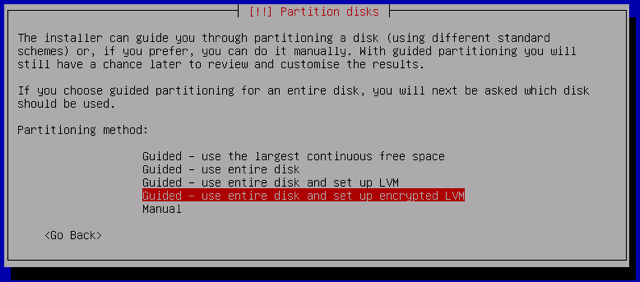 [!!] Partition disks
The installer can guide you through partitioning a disk (using different standard
schemes) or, if you prefer, you can do it manually. With guided partitioning you will
still have a chance later to review and customise the results.
If you choose guided partitioning for an entire disk, you will next be asked which disk
should be used.
Partitioning method:
Guided - use the largest continuous free space
Guided - use entire disk
Guided - use entire disk and set up LVM
Guided - use entire disk and set up encrypted LVM
Manual
<Go Back>